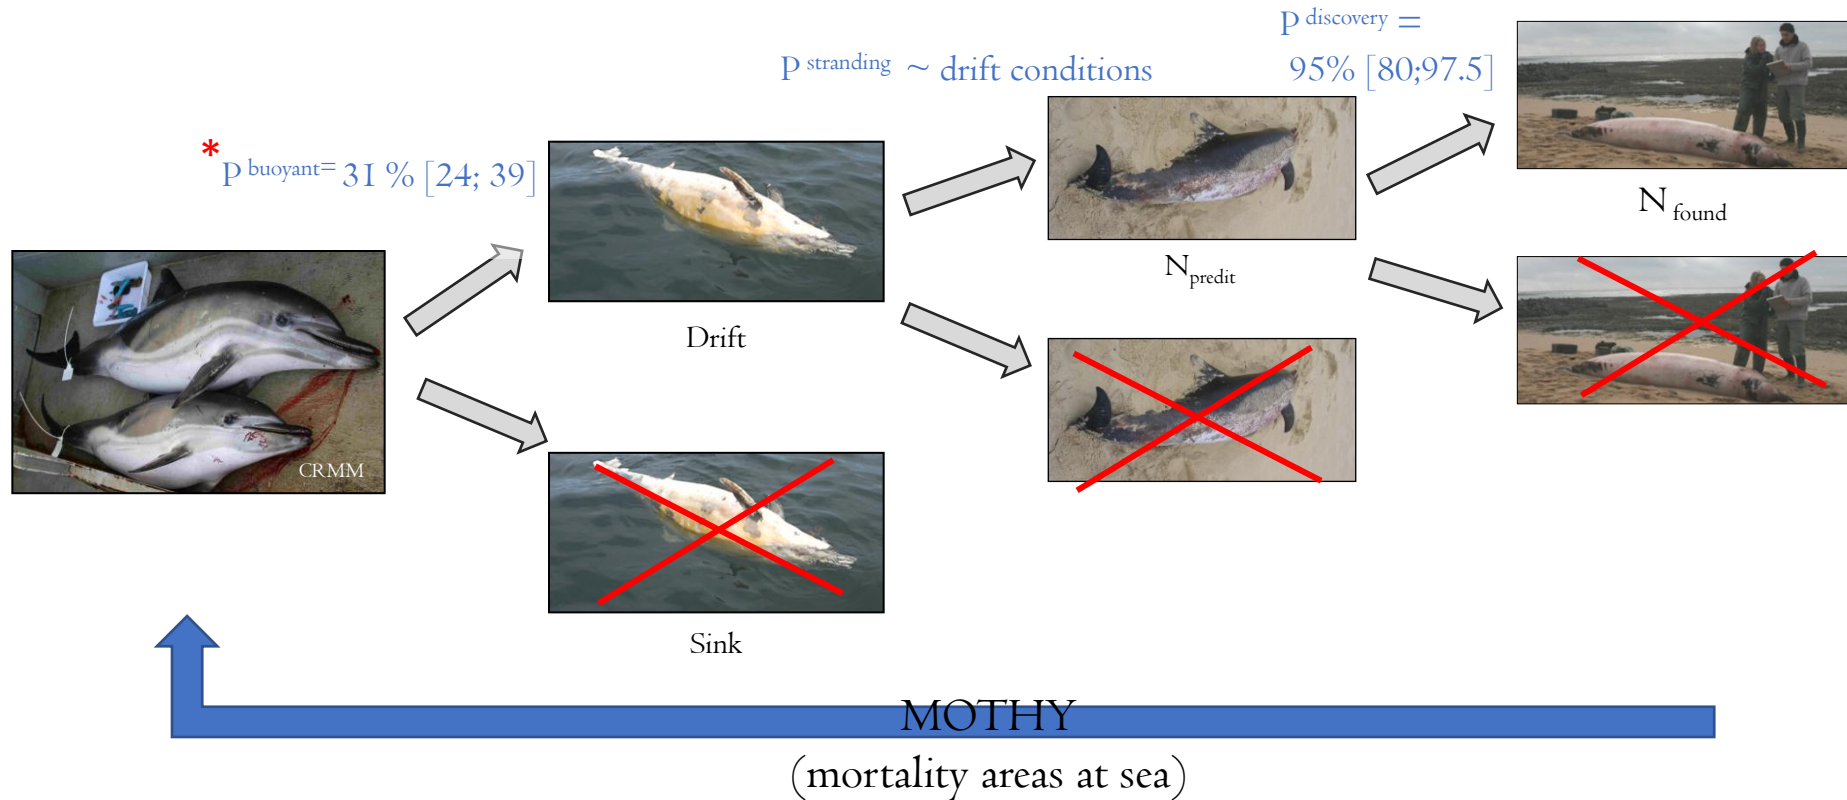 P discovery =
95% [80;97.5]
P stranding ~ drift conditions
* P buoyant= 31 % [24; 39]
N found
N predit
Drift
CRMM
Sink
MOTHY
(mortality areas at sea)